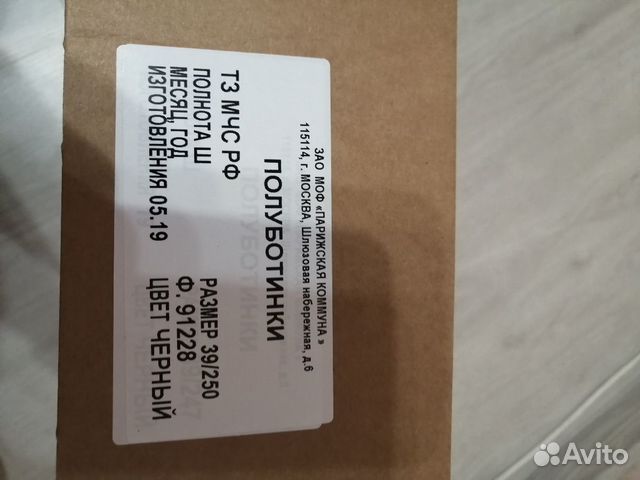 ЗАО МОФ «ПАРИЖСКАЯ КОММУНА»
115114, г. МОСКВА, Шлюзовая набережная, д.6
ПОЛУБОТИНКИ
ТЗ МЧС РФ РАЗМЕР 39/250
ПОЛНОТА Ш Ф. 91228
МЕСЯЦ, ГОД
ИЗГОТОВЛЕНИЯ 05.19 ЦВЕТ ЧЕРНЫЙ
Avito